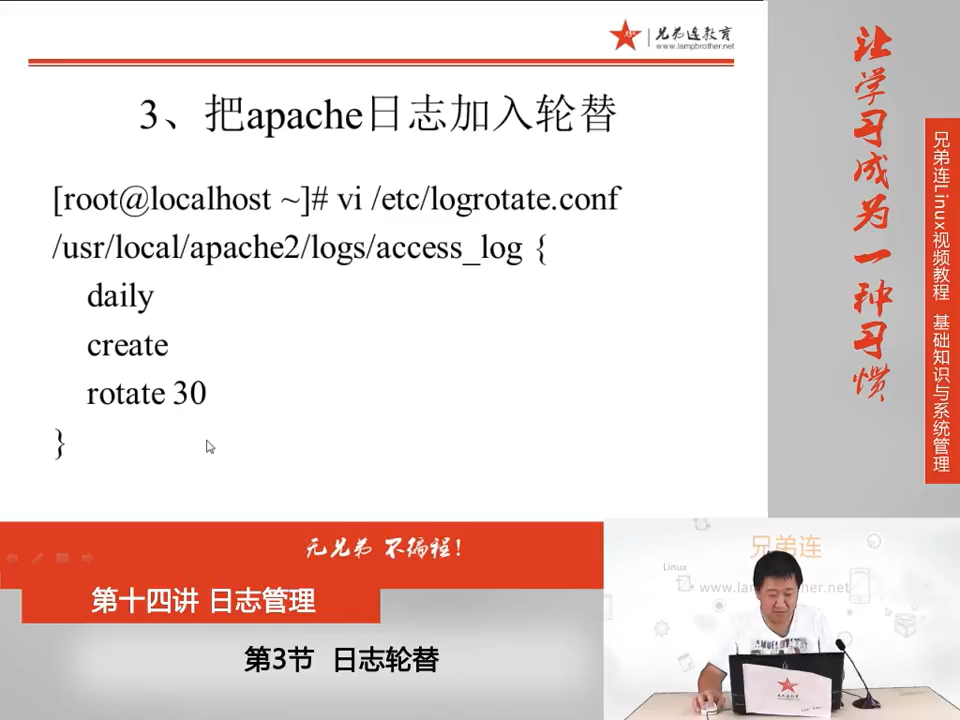 兄弟连教育
www.lampbrother.net
3、把apache日志加入轮替
[root@localhost ~]# vi /etc/logrotate.conf
/usr/local/apache2/logs/access_log {
daily
create
rotate 30
}
让学习成为一种习惯
兄弟连Linux视频教程 基础知识与系统管理
无兄弟 不编程!
第十四讲 日志管理
第3节 日志轮替
兄弟连
Linux